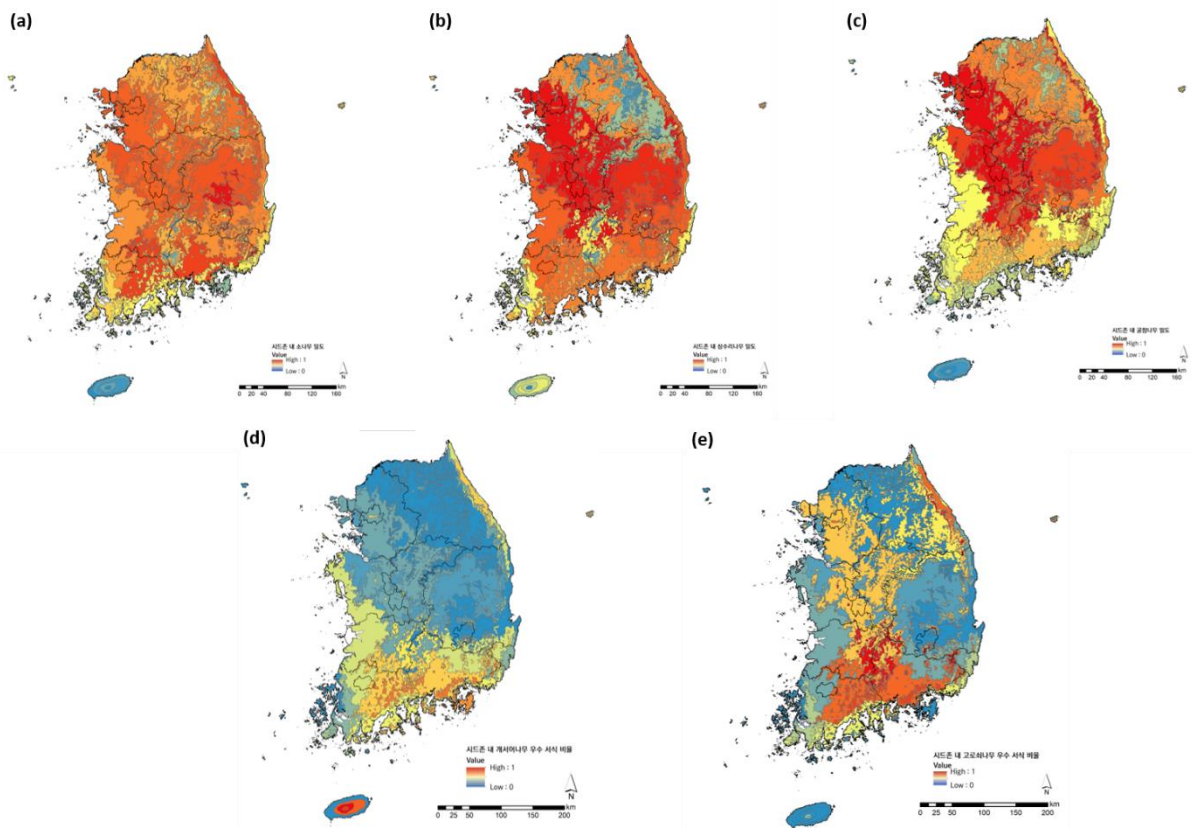 (a)
(b)
(c)
시드존 내 소나무 밀도
Value
High : 1
Low : 0
N
km
0 20 40 80 120 160
시드존 내 상수리나무 밀도
Value
High : 1
Low : 0
N
km
0 20 40 80 120 160
시드존 내 굴참나무 밀도
Value
High : 1
Low : 0
N
km
0 20 40 80 120 160
(d)
(e)
시드존 내 개서어나무 우수 서식 비율
Value
High : 1
Low : 0
N
km
0 25 50 100 150 200
시드존 내 고로쇠나무 우수 서식 비율
Value
High : 1
Low : 0
N
km
0 25 50 100 150 200